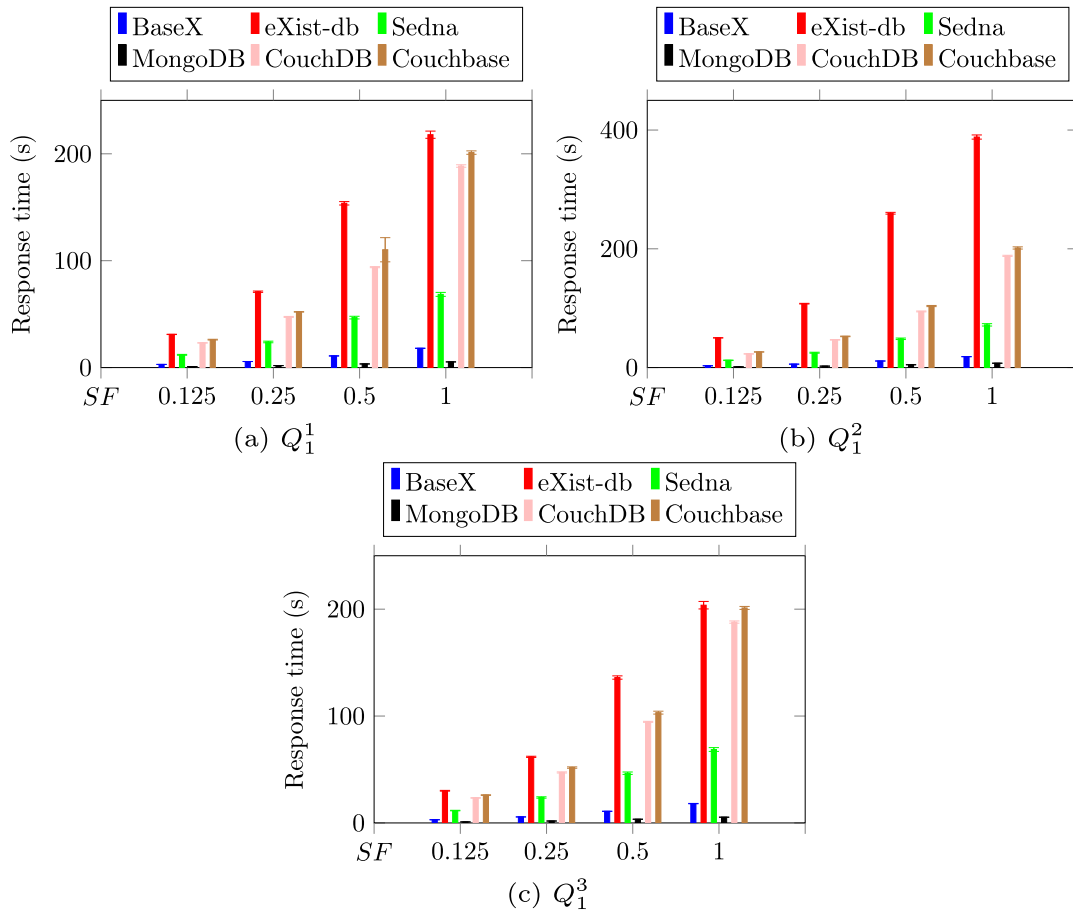 BaseX eXist-db Sedna
MongoDB CouchDB Couchbase
Response time (s)
200
100
0
SF 0.125 0.25 0.5 1
(a) Q₁¹
BaseX eXist-db Sedna
MongoDB CouchDB Couchbase
Response time (s)
400
200
0
SF 0.125 0.25 0.5 1
(b) Q₁²
BaseX eXist-db Sedna
MongoDB CouchDB Couchbase
Response time (s)
200
100
0
SF 0.125 0.25 0.5 1
(c) Q₁³